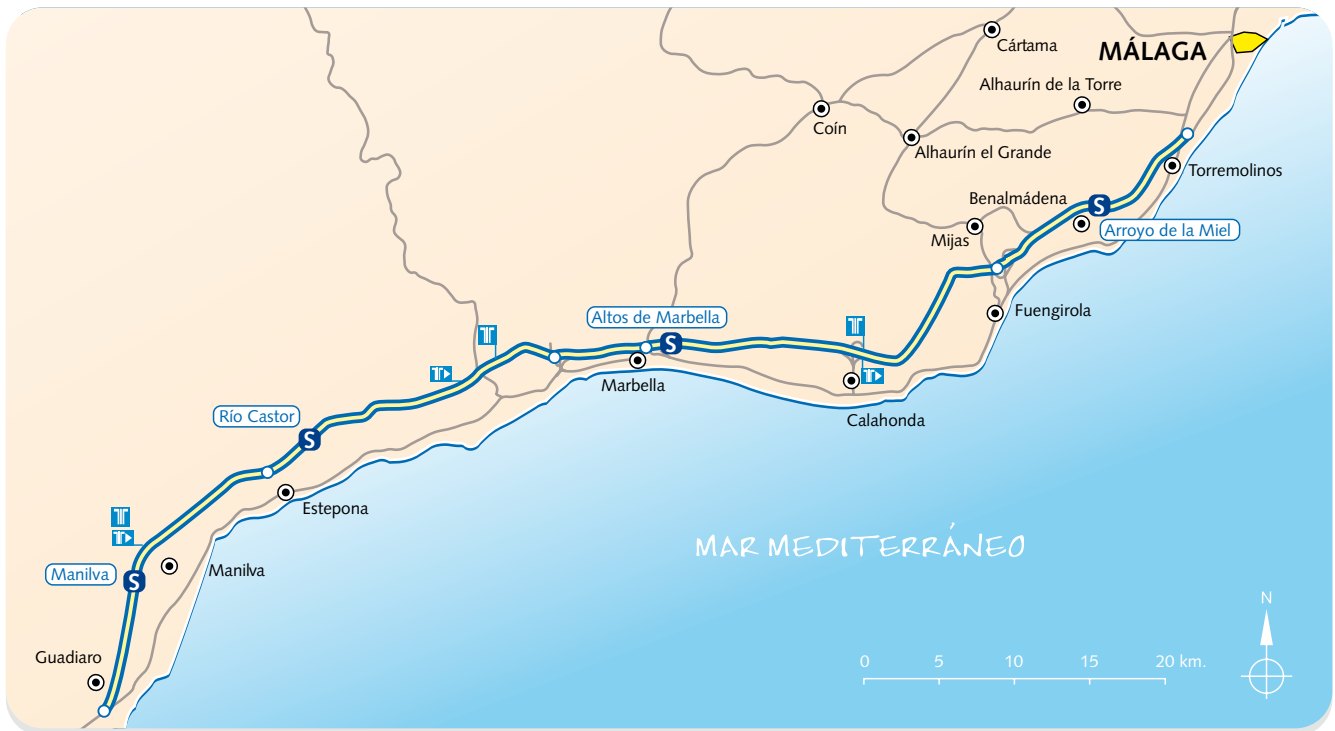 Cártama
MÁLAGA
Alhaurín de la Torre
Coín
Alhaurín el Grande
Torremolinos
Benalmádena
S
Arroyo de la Miel
Mijas
Fuengirola
Altos de Marbella
S
Marbella
Calahonda
Río Castor
S
Estepona
MAR MEDITERRÁNEO
Manilva
S
Manilva
Guadiaro
N
0 5 10 15 20 km.